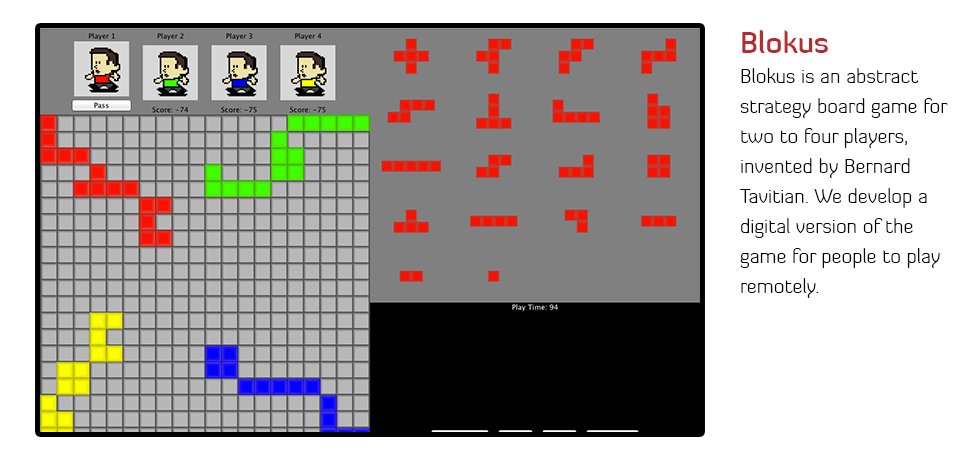 Player 1
Player 2
Player 3
Player 4
Pass
Score: -74
Score: -75
Score: -75
Play Time: 94
Blokus
Blokus is an abstract
strategy board game for
two to four players,
invented by Bernard
Tavitian. We develop a
digital version of the
game for people to play
remotely.